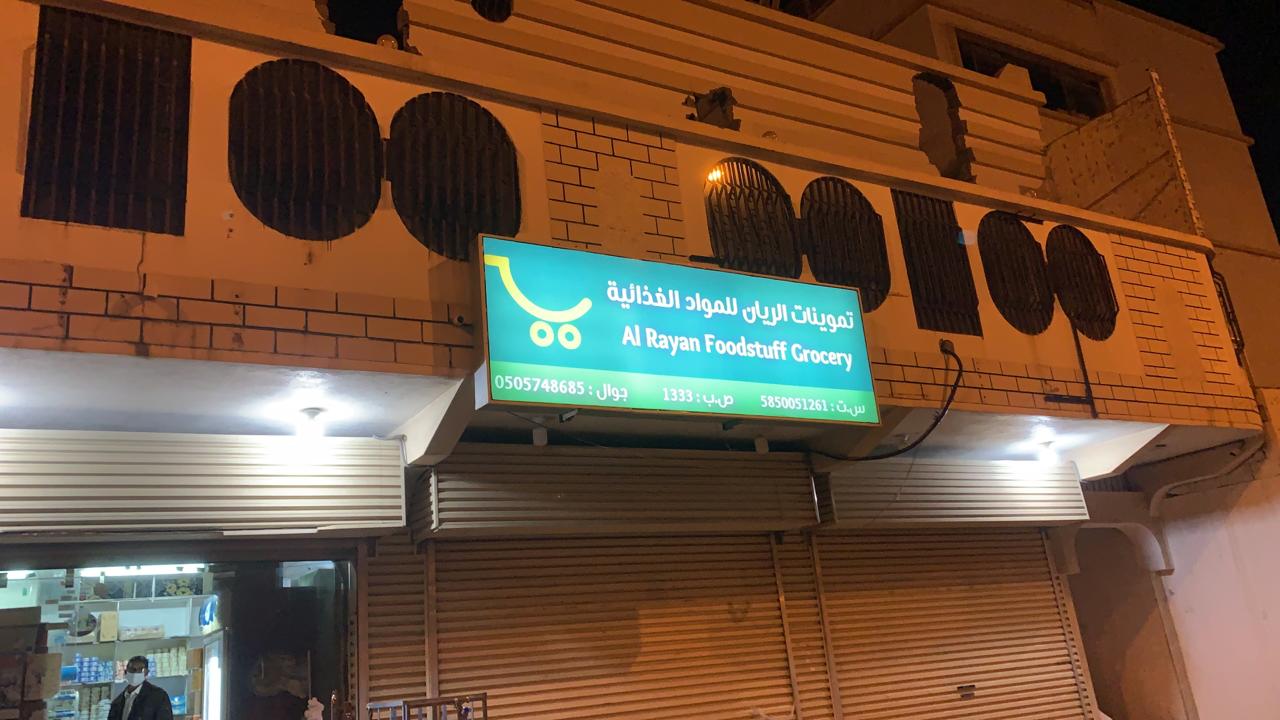 تموينات الريان للمواد الغذائية
Al Rayan Foodstuff Grocery
س.ت : 5850051261 ص.ب : 1333 جوال : 0505748685